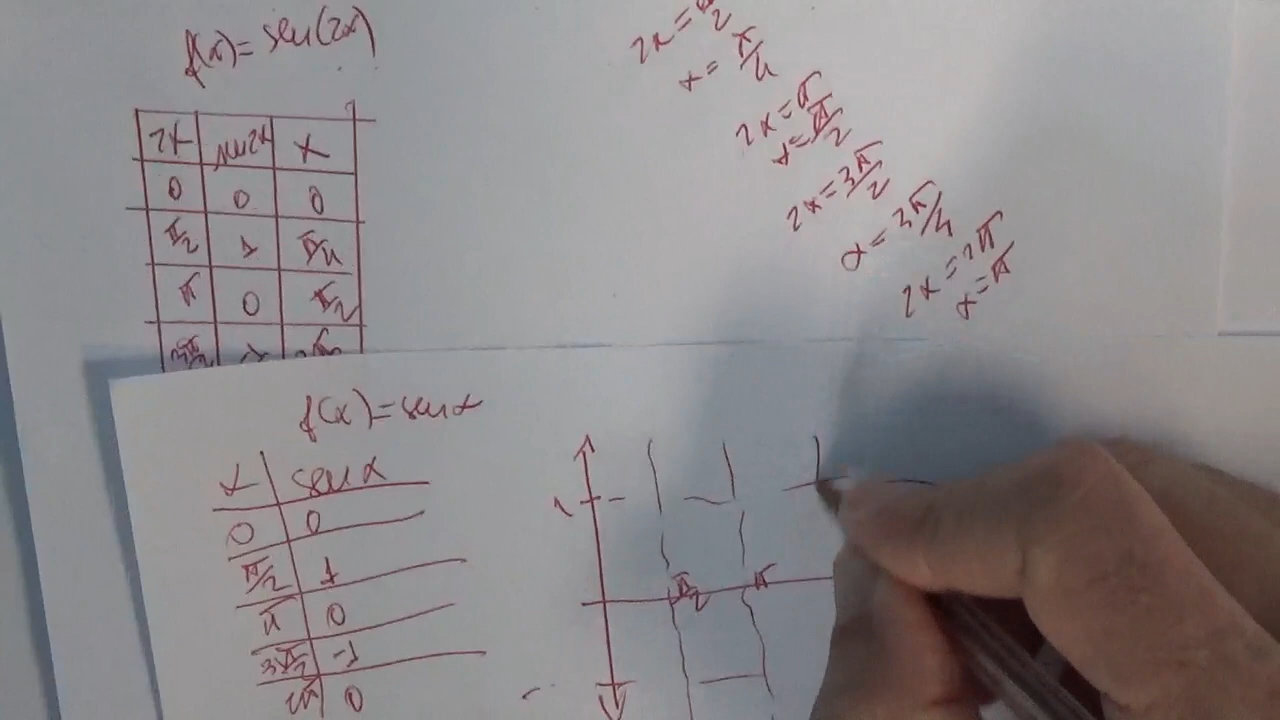 f(x)=sen(2x)
2x sen2x x
0 0 0
π/2 1 π/4
π 0 π/2
3π/2
2x=
x=π/4
2x=π
x=π/2
2x=3π/2
x=3π/4
2x=2π
x=π
f(x)=sen x
x sen x
0 0
π/2 1
π 0
3π/2 -1
2π 0
1
π/2 π